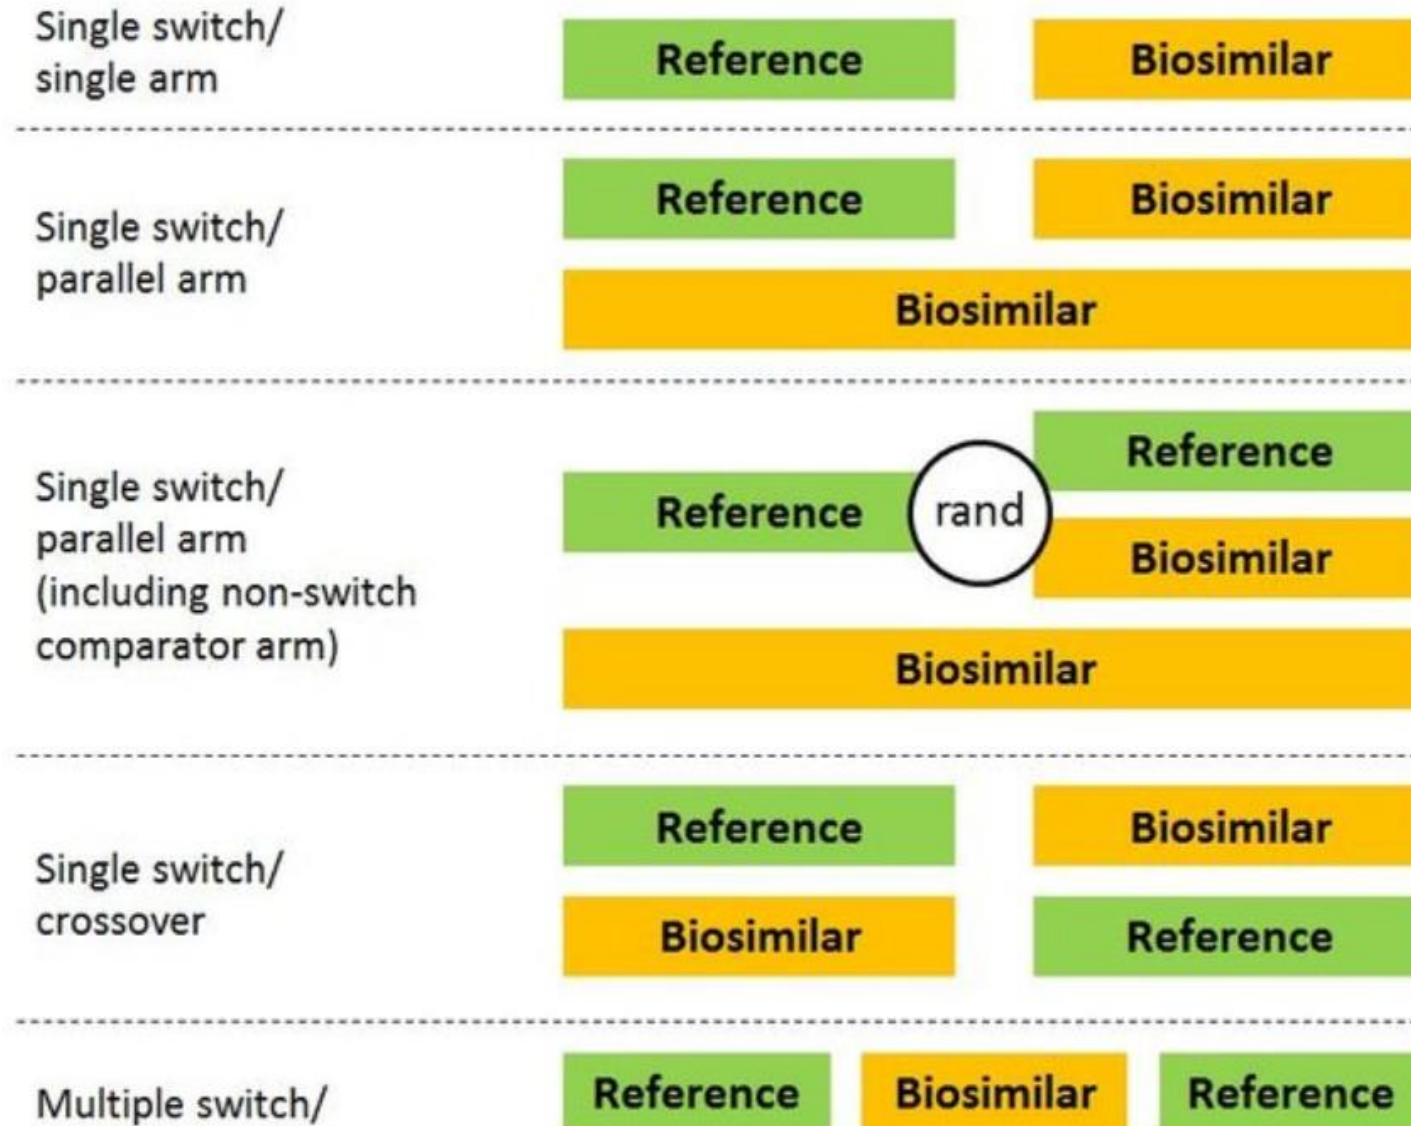 Single switch/
single arm
Reference Biosimilar
Single switch/
parallel arm
Reference Biosimilar
Biosimilar
Single switch/
parallel arm
(including non-switch
comparator arm)
Reference
Reference rand
Biosimilar
Biosimilar
Single switch/
crossover
Reference Biosimilar
Biosimilar Reference
Multiple switch/
Reference Biosimilar Reference